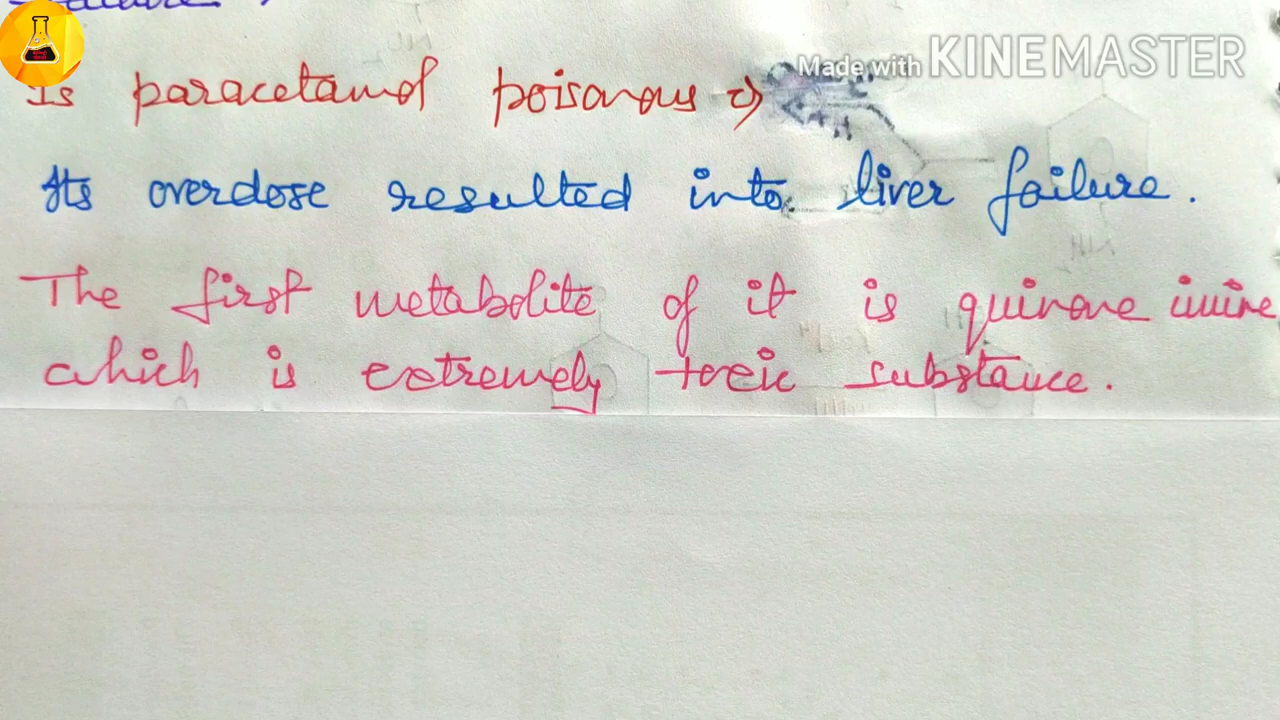 Made with KINEMASTER
Is paracetamol poisonous
Its overdose resulted into liver failure.
The first metabolite of it is quinone imine
which is extremely toxic substance.